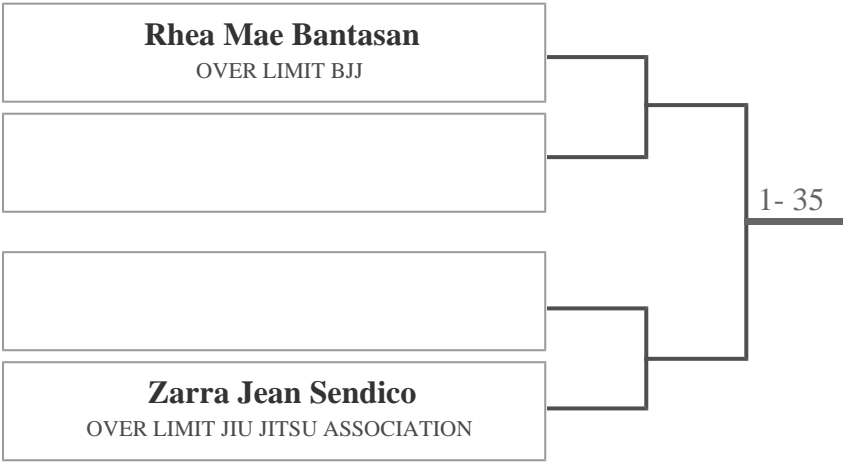 Rhea Mae Bantasan
OVER LIMIT BJJ
1- 35
Zarra Jean Sendico
OVER LIMIT JIU JITSU ASSOCIATION